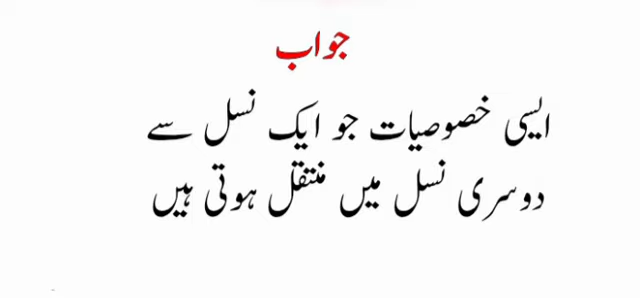 جواب
ایسی خصوصیات جو ایک نسل سے
دوسری نسل میں منتقل ہوتی ہیں